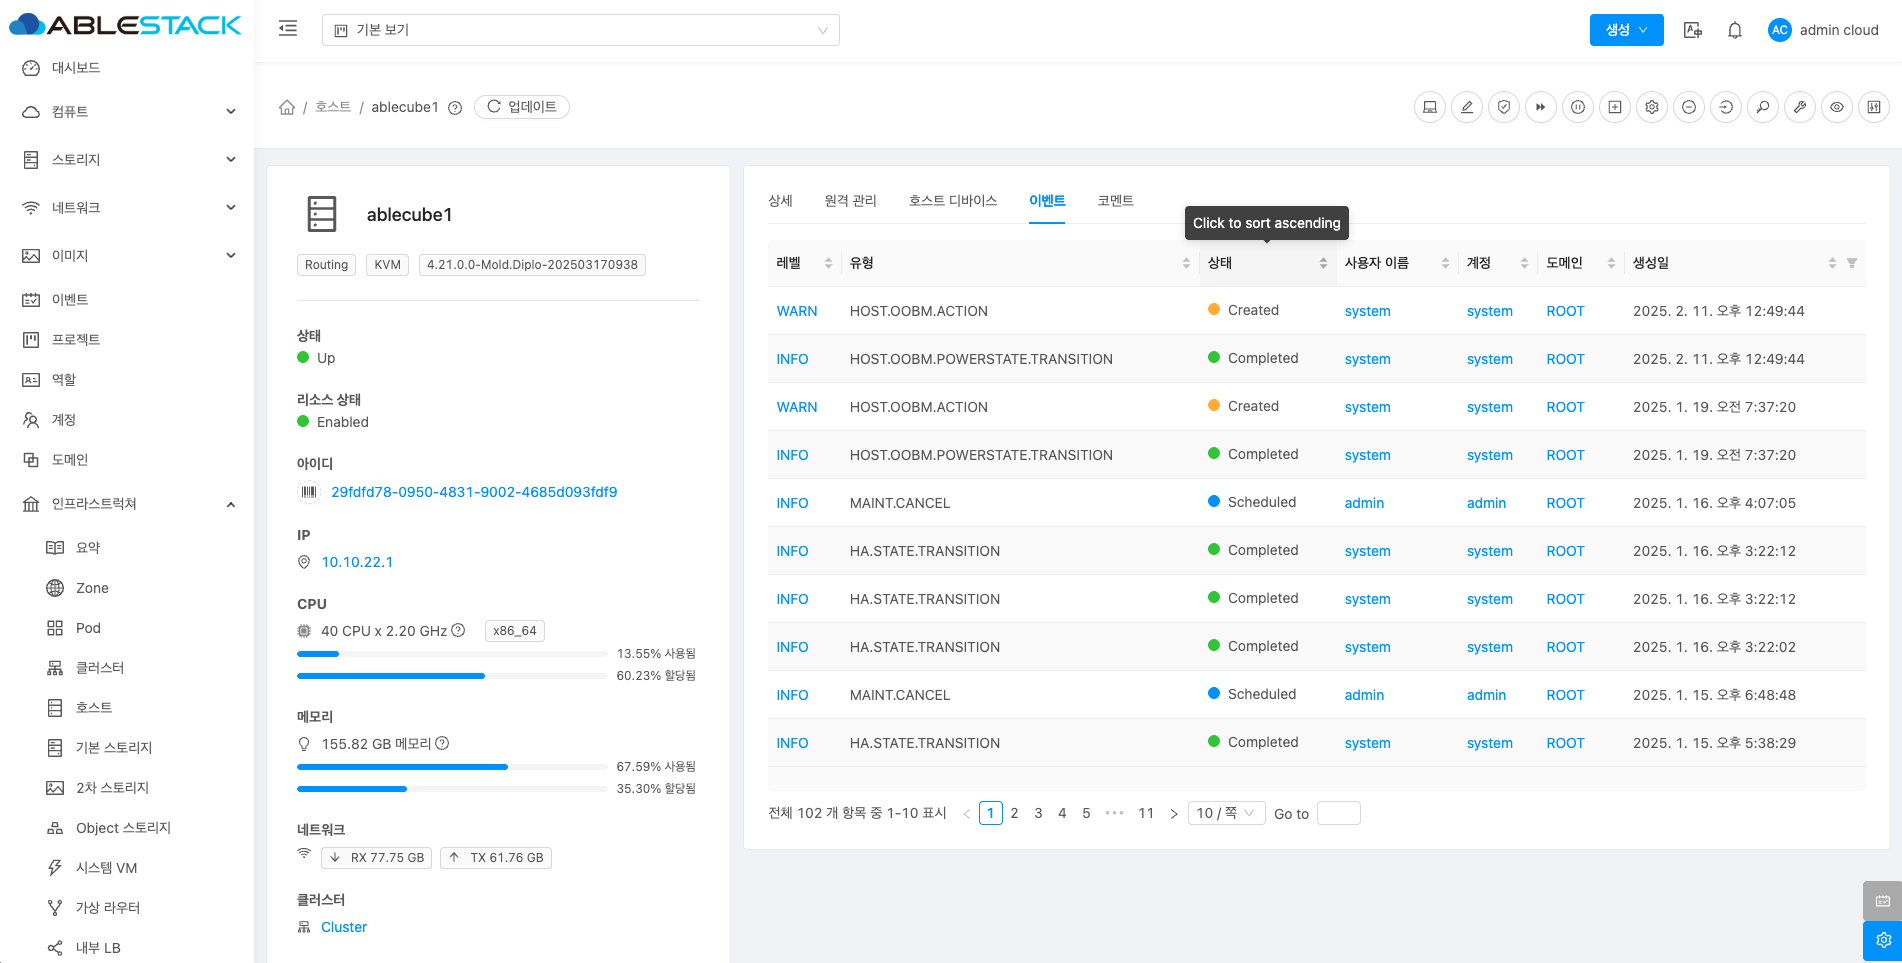 ABLESTACK
기본 보기
생성
AC
admin cloud
대시보드
컴퓨트
스토리지
네트워크
이미지
이벤트
프로젝트
역할
계정
도메인
인프라스트럭쳐
요약
Zone
Pod
클러스터
호스트
기본 스토리지
2차 스토리지
Object 스토리지
시스템 VM
가상 라우터
내부 LB
/ 호스트 / ablecube1 업데이트
ablecube1
Routing KVM 4.21.0.0-Mold.Diplo-202503170938
상태
Up
리소스 상태
Enabled
아이디
29fdfd78-0950-4831-9002-4685d093fdf9
IP
10.10.22.1
CPU
40 CPU x 2.20 GHz x86_64
13.55% 사용됨
60.23% 할당됨
메모리
155.82 GB 메모리
67.59% 사용됨
35.30% 할당됨
네트워크
RX 77.75 GB TX 61.76 GB
클러스터
Cluster
상세 원격 관리 호스트 디바이스 이벤트 코멘트
Click to sort ascending
레벨 유형 상태 사용자 이름 계정 도메인 생성일
WARN HOST.OOBM.ACTION Created system system ROOT 2025. 2. 11. 오후 12:49:44
INFO HOST.OOBM.POWERSTATE.TRANSITION Completed system system ROOT 2025. 2. 11. 오후 12:49:44
WARN HOST.OOBM.ACTION Created system system ROOT 2025. 1. 19. 오전 7:37:20
INFO HOST.OOBM.POWERSTATE.TRANSITION Completed system system ROOT 2025. 1. 19. 오전 7:37:20
INFO MAINT.CANCEL Scheduled admin admin ROOT 2025. 1. 16. 오후 4:07:05
INFO HA.STATE.TRANSITION Completed system system ROOT 2025. 1. 16. 오후 3:22:12
INFO HA.STATE.TRANSITION Completed system system ROOT 2025. 1. 16. 오후 3:22:12
INFO HA.STATE.TRANSITION Completed system system ROOT 2025. 1. 16. 오후 3:22:02
INFO MAINT.CANCEL Scheduled admin admin ROOT 2025. 1. 15. 오후 6:48:48
INFO HA.STATE.TRANSITION Completed system system ROOT 2025. 1. 15. 오후 5:38:29
전체 102 개 항목 중 1-10 표시 < 1 2 3 4 5 ••• 11 > 10 / 쪽 Go to